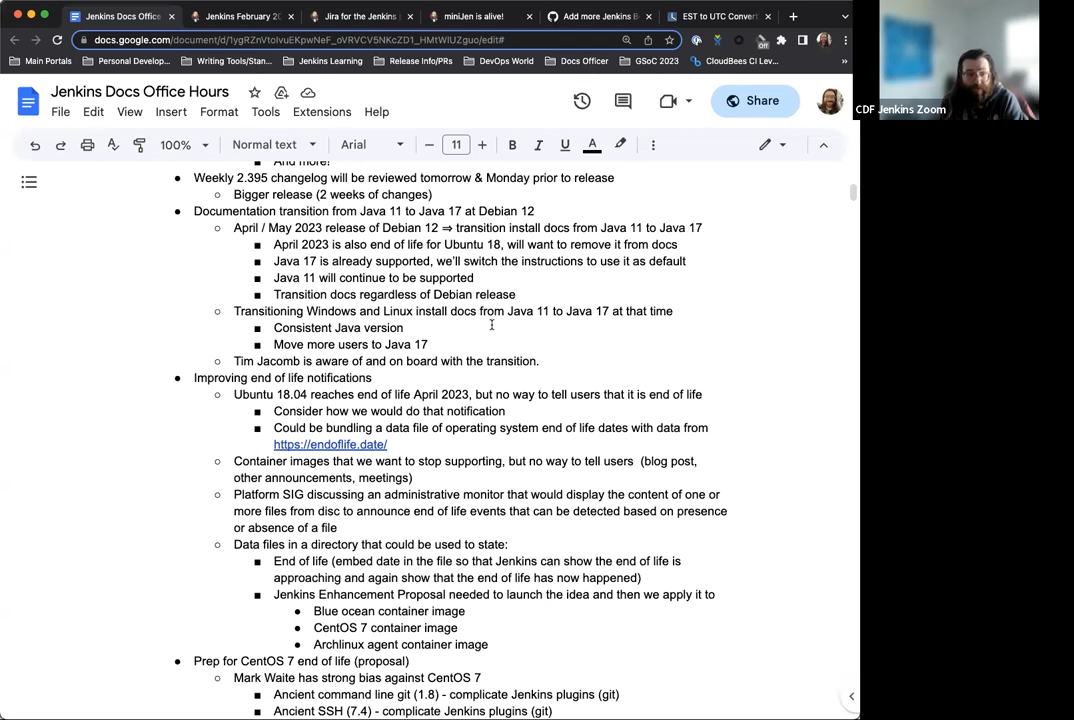 Jenkins Docs Office
Jenkins February 20
Jira for the Jenkins
miniJen is alive!
Add more Jenkins B
EST to UTC Convert
docs.google.com/document/d/1ygRZnVtoIvuEKpwNeF_oVRVCV5NKcZD1_HMtWlUZguo/edit#
Main Portals
Personal Develop...
Writing Tools/Stan...
Jenkins Learning
Release Info/PRs
DevOps World
Docs Officer
GSoC 2023
CloudBees CI Lev...
Off
CDF Jenkins Zoom
Jenkins Docs Office Hours
File Edit View Insert Format Tools Extensions Help
Share
100% Normal text Arial 11 B I U A
And more!
Weekly 2.395 changelog will be reviewed tomorrow & Monday prior to release
Bigger release (2 weeks of changes)
Documentation transition from Java 11 to Java 17 at Debian 12
April / May 2023 release of Debian 12 ⇒ transition install docs from Java 11 to Java 17
April 2023 is also end of life for Ubuntu 18, will want to remove it from docs
Java 17 is already supported, we'll switch the instructions to use it as default
Java 11 will continue to be supported
Transition docs regardless of Debian release
Transitioning Windows and Linux install docs from Java 11 to Java 17 at that time
Consistent Java version
Move more users to Java 17
Tim Jacomb is aware of and on board with the transition.
Improving end of life notifications
Ubuntu 18.04 reaches end of life April 2023, but no way to tell users that it is end of life
Consider how we would do that notification
Could be bundling a data file of operating system end of life dates with data from
https://endoflife.date/
Container images that we want to stop supporting, but no way to tell users (blog post,
other announcements, meetings)
Platform SIG discussing an administrative monitor that would display the content of one or
more files from disc to announce end of life events that can be detected based on presence
or absence of a file
Data files in a directory that could be used to state:
End of life (embed date in the file so that Jenkins can show the end of life is
approaching and again show that the end of life has now happened)
Jenkins Enhancement Proposal needed to launch the idea and then we apply it to
Blue ocean container image
CentOS 7 container image
Archlinux agent container image
Prep for CentOS 7 end of life (proposal)
Mark Waite has strong bias against CentOS 7
Ancient command line git (1.8) - complicate Jenkins plugins (git)
Ancient SSH (7.4) - complicate Jenkins plugins (git)